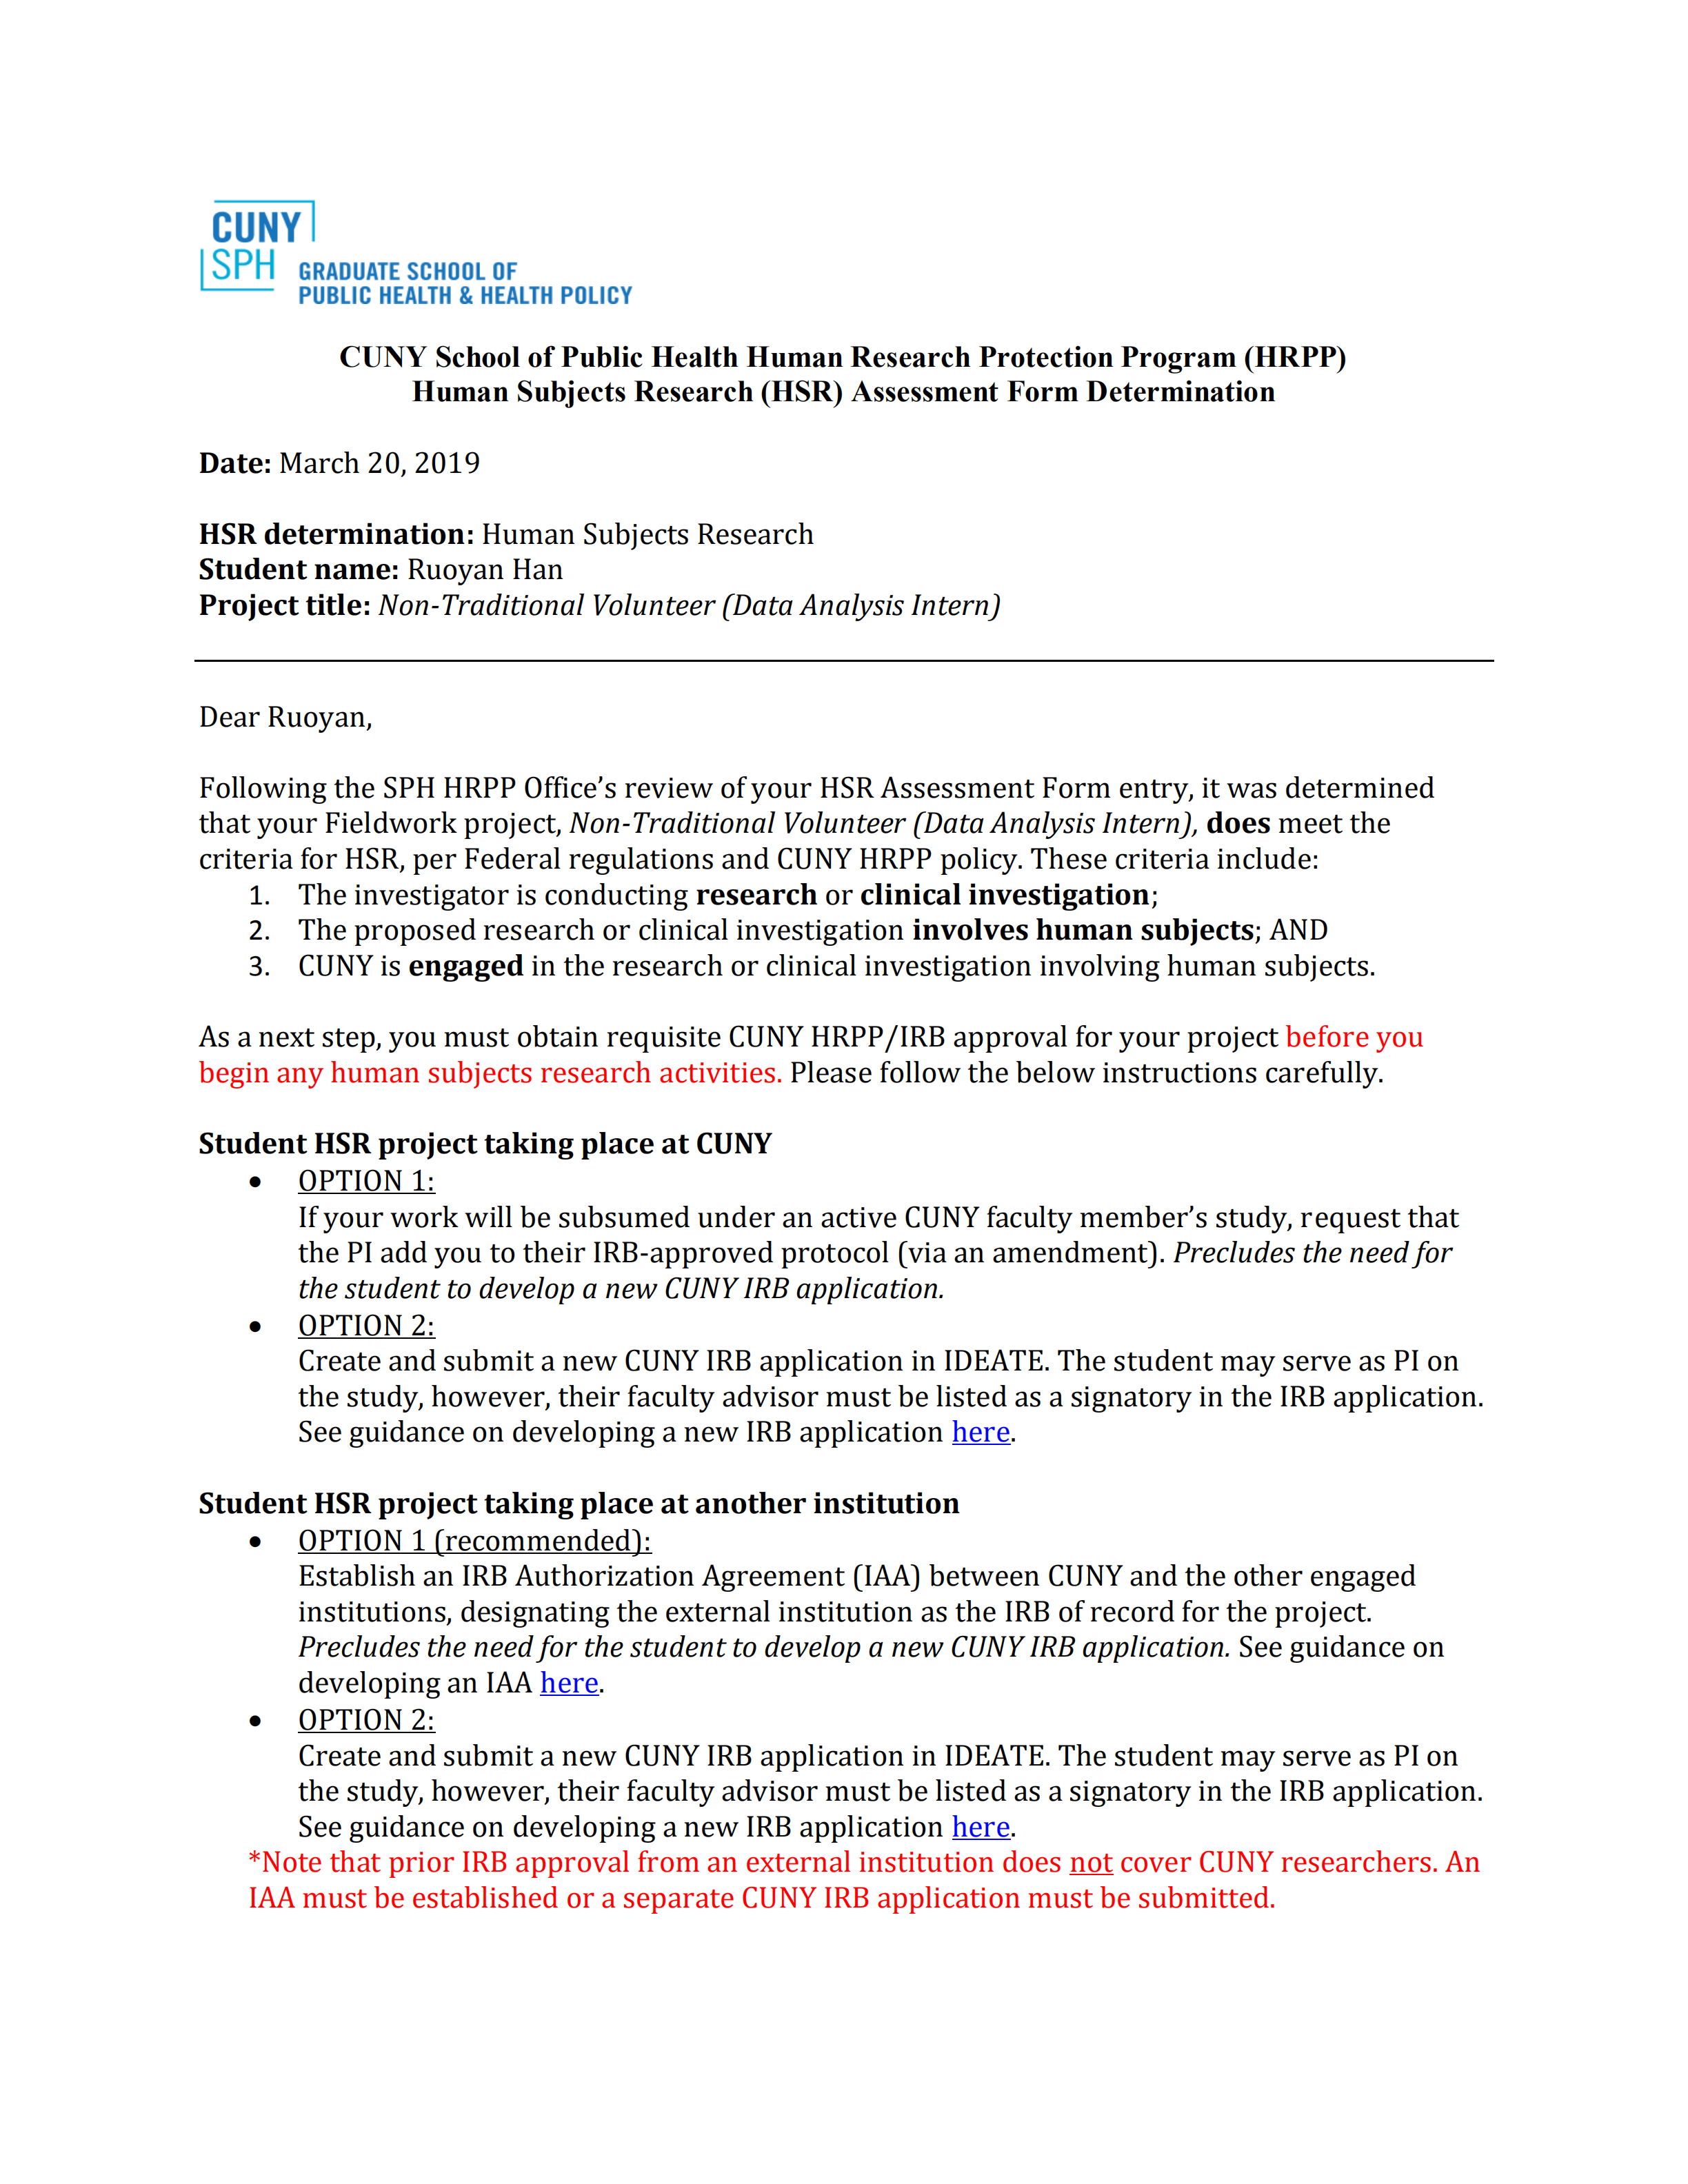 CUNY
SPH
GRADUATE SCHOOL OF
PUBLIC HEALTH & HEALTH POLICY
CUNY School of Public Health Human Research Protection Program (HRPP)
Human Subjects Research (HSR) Assessment Form Determination
Date: March 20, 2019
HSR determination: Human Subjects Research
Student name: Ruoyan Han
Project title: Non-Traditional Volunteer (Data Analysis Intern)
Dear Ruoyan,
Following the SPH HRPP Office’s review of your HSR Assessment Form entry, it was determined
that your Fieldwork project, Non-Traditional Volunteer (Data Analysis Intern), does meet the
criteria for HSR, per Federal regulations and CUNY HRPP policy. These criteria include:
1. The investigator is conducting research or clinical investigation;
2. The proposed research or clinical investigation involves human subjects; AND
3. CUNY is engaged in the research or clinical investigation involving human subjects.
As a next step, you must obtain requisite CUNY HRPP/IRB approval for your project before you
begin any human subjects research activities. Please follow the below instructions carefully.
Student HSR project taking place at CUNY
• OPTION 1:
If your work will be subsumed under an active CUNY faculty member’s study, request that
the PI add you to their IRB-approved protocol (via an amendment). Precludes the need for
the student to develop a new CUNY IRB application.
• OPTION 2:
Create and submit a new CUNY IRB application in IDEATE. The student may serve as PI on
the study, however, their faculty advisor must be listed as a signatory in the IRB application.
See guidance on developing a new IRB application here.
Student HSR project taking place at another institution
• OPTION 1 (recommended):
Establish an IRB Authorization Agreement (IAA) between CUNY and the other engaged
institutions, designating the external institution as the IRB of record for the project.
Precludes the need for the student to develop a new CUNY IRB application. See guidance on
developing an IAA here.
• OPTION 2:
Create and submit a new CUNY IRB application in IDEATE. The student may serve as PI on
the study, however, their faculty advisor must be listed as a signatory in the IRB application.
See guidance on developing a new IRB application here.
*Note that prior IRB approval from an external institution does not cover CUNY researchers. An
IAA must be established or a separate CUNY IRB application must be submitted.